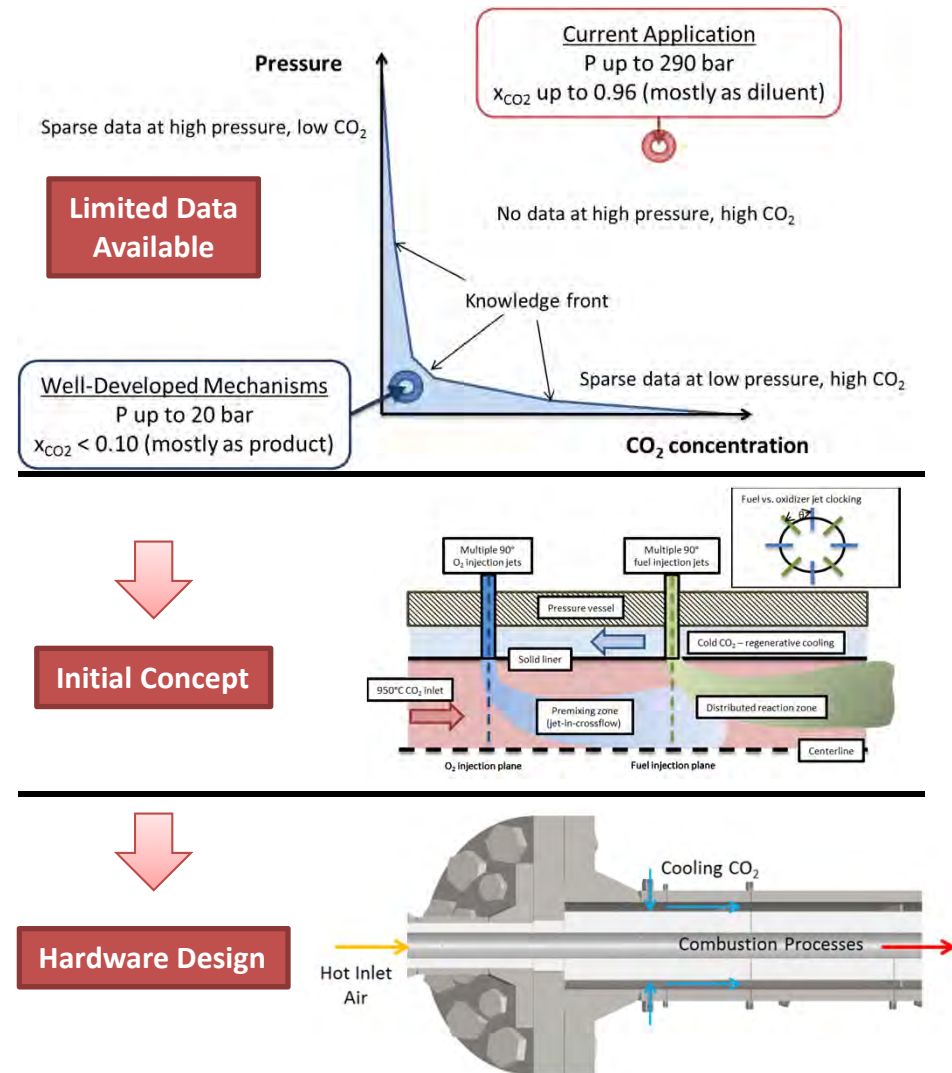 Current Application
P up to 290 bar
xCO2 up to 0.96 (mostly as diluent)
Pressure
Sparse data at high pressure, low CO2
Limited Data
Available
No data at high pressure, high CO2
Knowledge front
Well-Developed Mechanisms
P up to 20 bar
xCO2 < 0.10 (mostly as product)
Sparse data at low pressure, high CO2
CO2 concentration
Initial Concept
Fuel vs. oxidizer jet clocking
θ
Multiple 90°
O2 injection jets
Multiple 90°
fuel injection jets
Pressure vessel
Cold CO2 – regenerative cooling
Solid liner
950°C CO2 inlet
Premixing zone
(jet-in-crossflow)
Distributed reaction zone
Centerline
O2 injection plane
Fuel injection plane
Hardware Design
Cooling CO2
Combustion Processes
Hot Inlet
Air